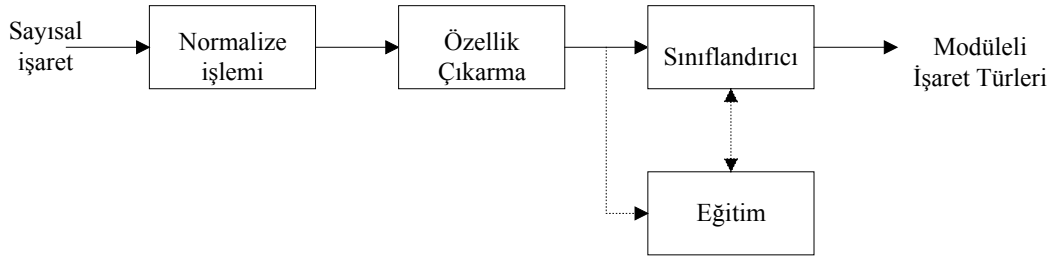 Sayısal
işaret
Normalize
işlemi
Özellik
Çıkarma
Sınıflandırıcı
Modüleli
İşaret Türleri
Eğitim